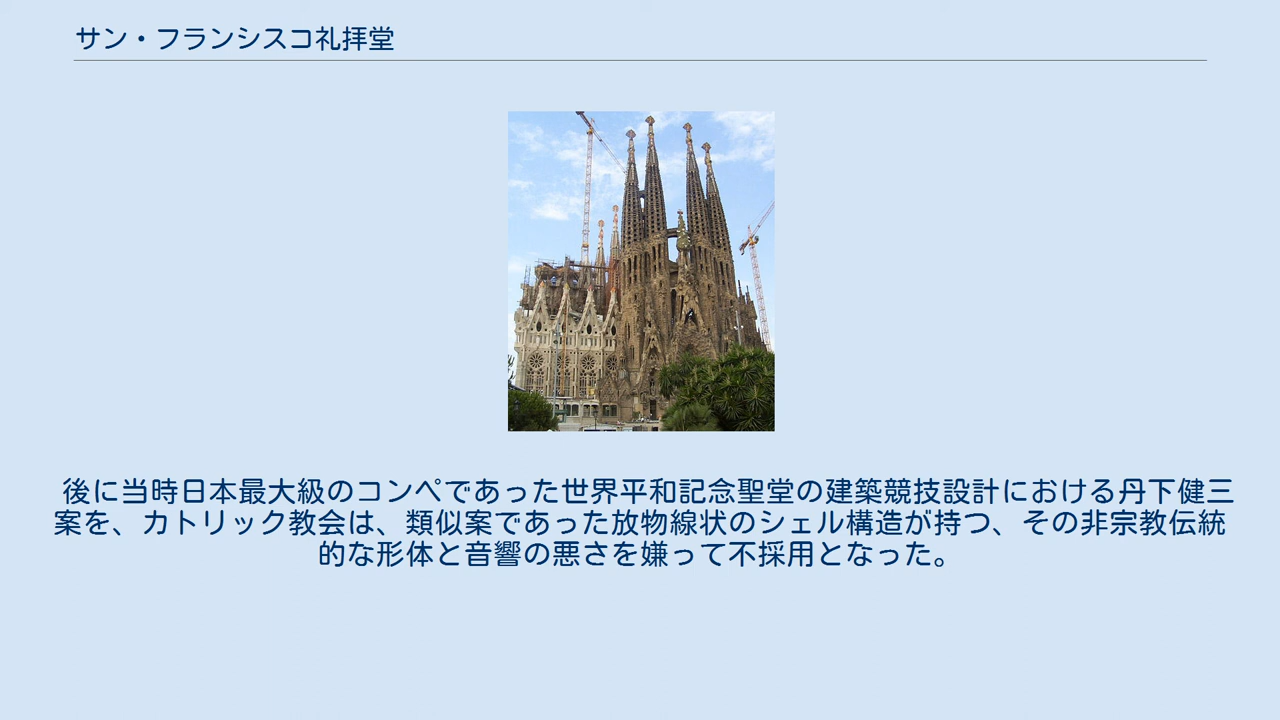 サン・フランシスコ礼拝堂
後に当時日本最大級のコンペであった世界平和記念聖堂の建築競技設計における丹下健三
案を、カトリック教会は、類似案であった放物線状のシェル構造が持つ、その非宗教伝統
的な形体と音響の悪さを嫌って不採用となった。